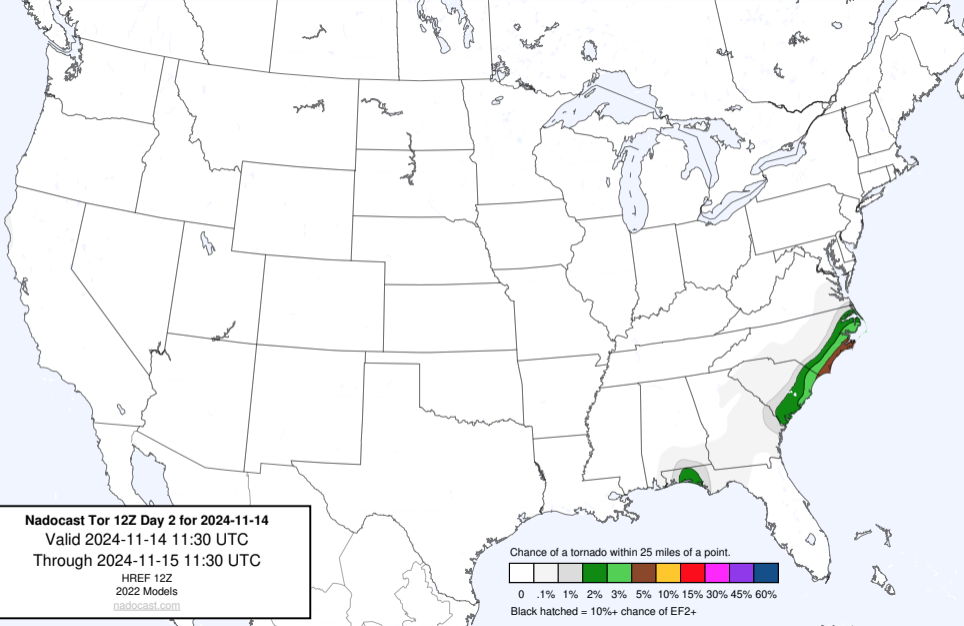 Nadocast Tor 12Z Day 2 for 2024-11-14
Valid 2024-11-14 11:30 UTC
Through 2024-11-15 11:30 UTC
HREF 12Z
2022 Models
nadocast.com
Chance of a tornado within 25 miles of a point.
0 .1% 1% 2% 3% 5% 10% 15% 30% 45% 60%
Black hatched = 10%+ chance of EF2+